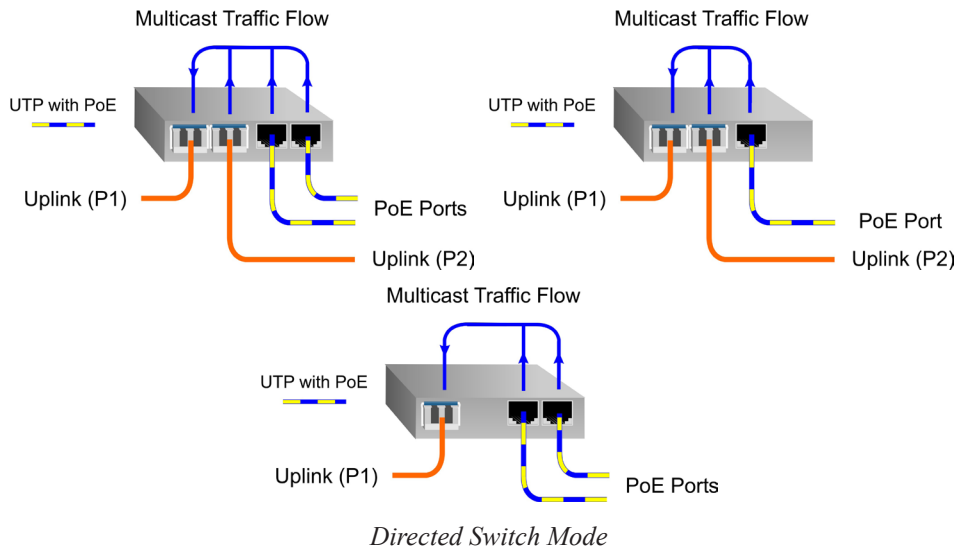 Multicast Traffic Flow
UTP with PoE
Uplink (P1)
PoE Ports
Uplink (P2)
Multicast Traffic Flow
UTP with PoE
Uplink (P1)
PoE Port
Uplink (P2)
Multicast Traffic Flow
UTP with PoE
Uplink (P1)
PoE Ports
Directed Switch Mode